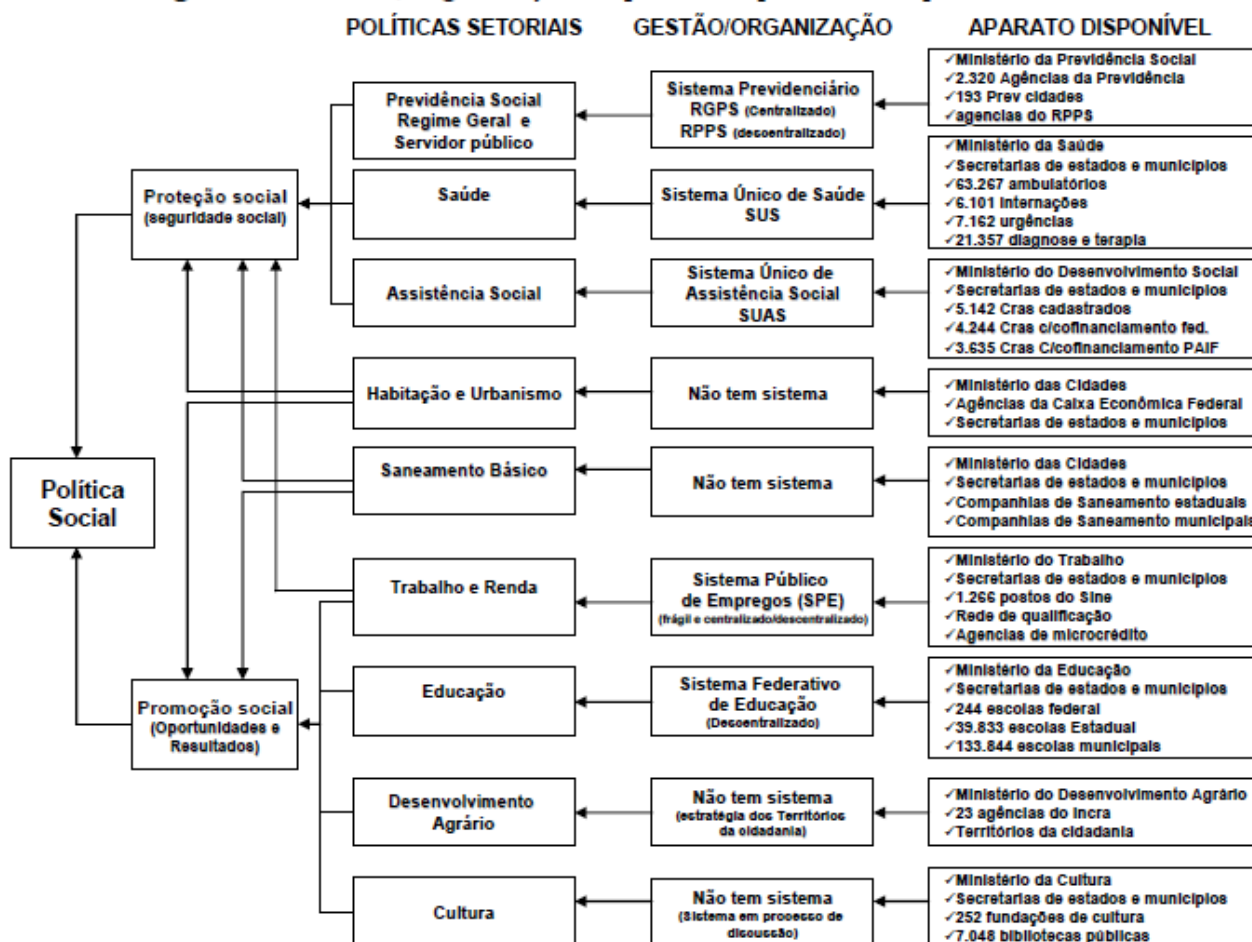 POLÍTICAS SETORIAIS
GESTÃO/ORGANIZAÇÃO
APARATO DISPONÍVEL
Previdência Social
Regime Geral e
Servidor público
Sistema Previdenciário
RGPS (Centralizado)
RPPS (descentralizado)
✓Ministério da Previdência Social
✓2.320 Agências da Previdência
✓193 Prev cidades
✓agencias do RPPS
Proteção social
(seguridade social)
Saúde
Sistema Único de Saúde
SUS
✓Ministério da Saúde
✓Secretarias de estados e municípios
✓63.267 ambulatórios
✓6.101 internações
✓7.162 urgências
✓21.357 diagnose e terapia
Assistência Social
Sistema Único de
Assistência Social
SUAS
✓Ministério do Desenvolvimento Social
✓Secretarias de estados e municípios
✓5.142 Cras cadastrados
✓4.244 Cras c/cofinanciamento fed.
✓3.635 Cras C/cofinanciamento PAIF
Habitação e Urbanismo
Não tem sistema
✓Ministério das Cidades
✓Agências da Caixa Econômica Federal
✓Secretarias de estados e municípios
Política
Social
Saneamento Básico
Não tem sistema
✓Ministério das Cidades
✓Secretarias de estados e municípios
✓Companhias de Saneamento estaduais
✓Companhias de Saneamento municipais
Trabalho e Renda
Sistema Público
de Empregos (SPE)
(frágil e centralizado/descentralizado)
✓Ministério do Trabalho
✓Secretarias de estados e municípios
✓1.266 postos do Sine
✓Rede de qualificação
✓Agencias de microcrédito
Promoção social
(Oportunidades e
Resultados)
Educação
Sistema Federativo
de Educação
(Descentralizado)
✓Ministério da Educação
✓Secretarias de estados e municípios
✓244 escolas federal
✓39.833 escolas Estadual
✓133.844 escolas municipais
Desenvolvimento
Agrário
Não tem sistema
(estratégia dos Territórios
da cidadania)
✓Ministério do Desenvolvimento Agrário
✓23 agências do Incra
✓Territórios da cidadania
Cultura
Não tem sistema
(Sistema em processo de
discussão)
✓Ministério da Cultura
✓Secretarias de estados e municípios
✓252 fundações de cultura
✓7.048 bibliotecas públicas